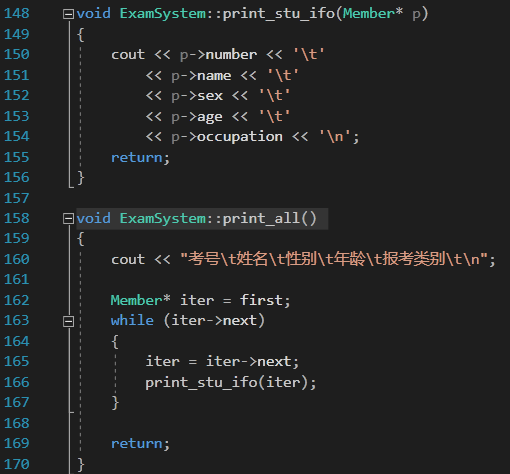 148 void ExamSystem::print_stu_ifo(Member* p)
149 {
150 cout << p->number << '\t'
151 << p->name << '\t'
152 << p->sex << '\t'
153 << p->age << '\t'
154 << p->occupation << '\n';
155 return;
156 }
157
158 void ExamSystem::print_all()
159 {
160 cout << "考号\t姓名\t性别\t年龄\t报考类别\t\n";
161
162 Member* iter = first;
163 while (iter->next)
164 {
165 iter = iter->next;
166 print_stu_ifo(iter);
167 }
168
169 return;
170 }